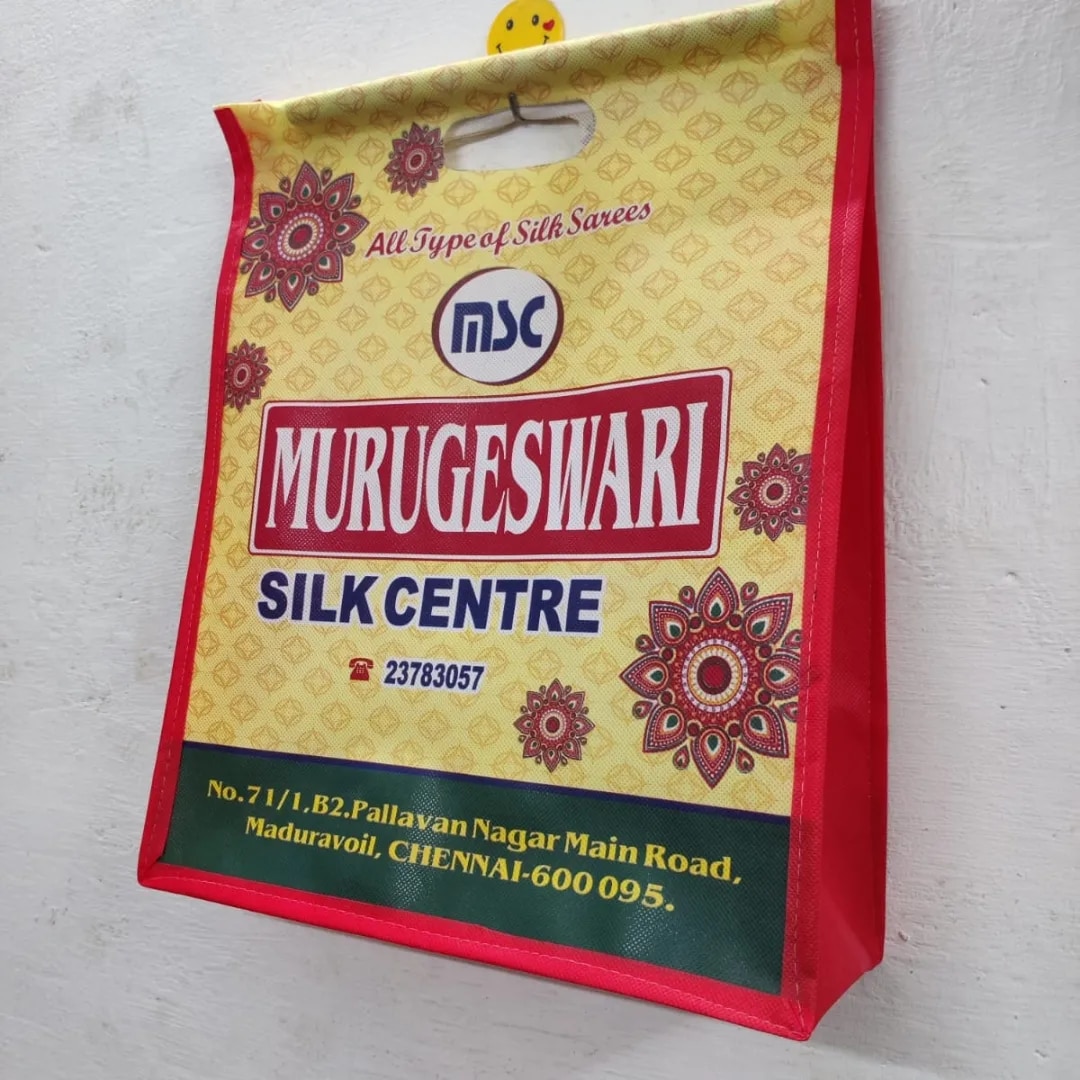 All Type of Silk Sarees
MSC
MURUGESWARI
SILK CENTRE
☎ 23783057
No.71/1,B2.Pallavan Nagar Main Road,
Maduravoil, CHENNAI-600 095.